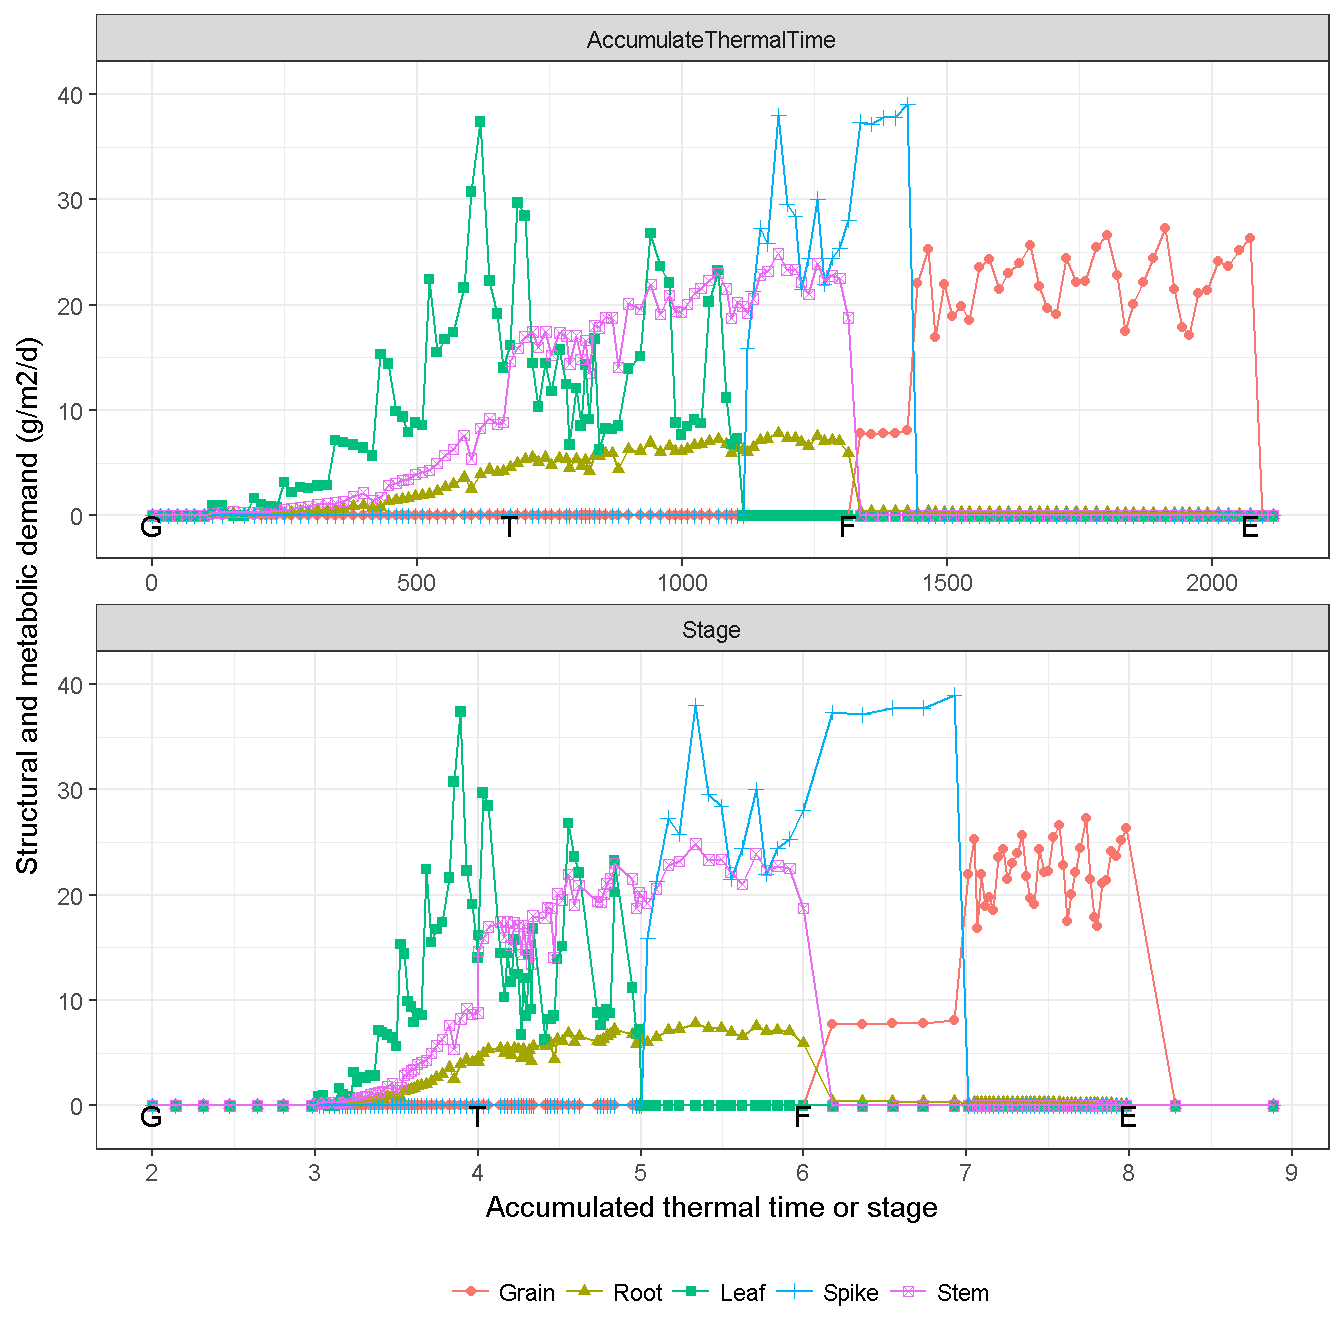 AccumulateThermalTime
40
30
20
10
0
G T F E
0 500 1000 1500 2000
Stage
40
30
20
10
0
G T F E
2 3 4 5 6 7 8 9
Structural and metabolic demand (g/m2/d)
Accumulated thermal time or stage
Grain Root Leaf Spike Stem